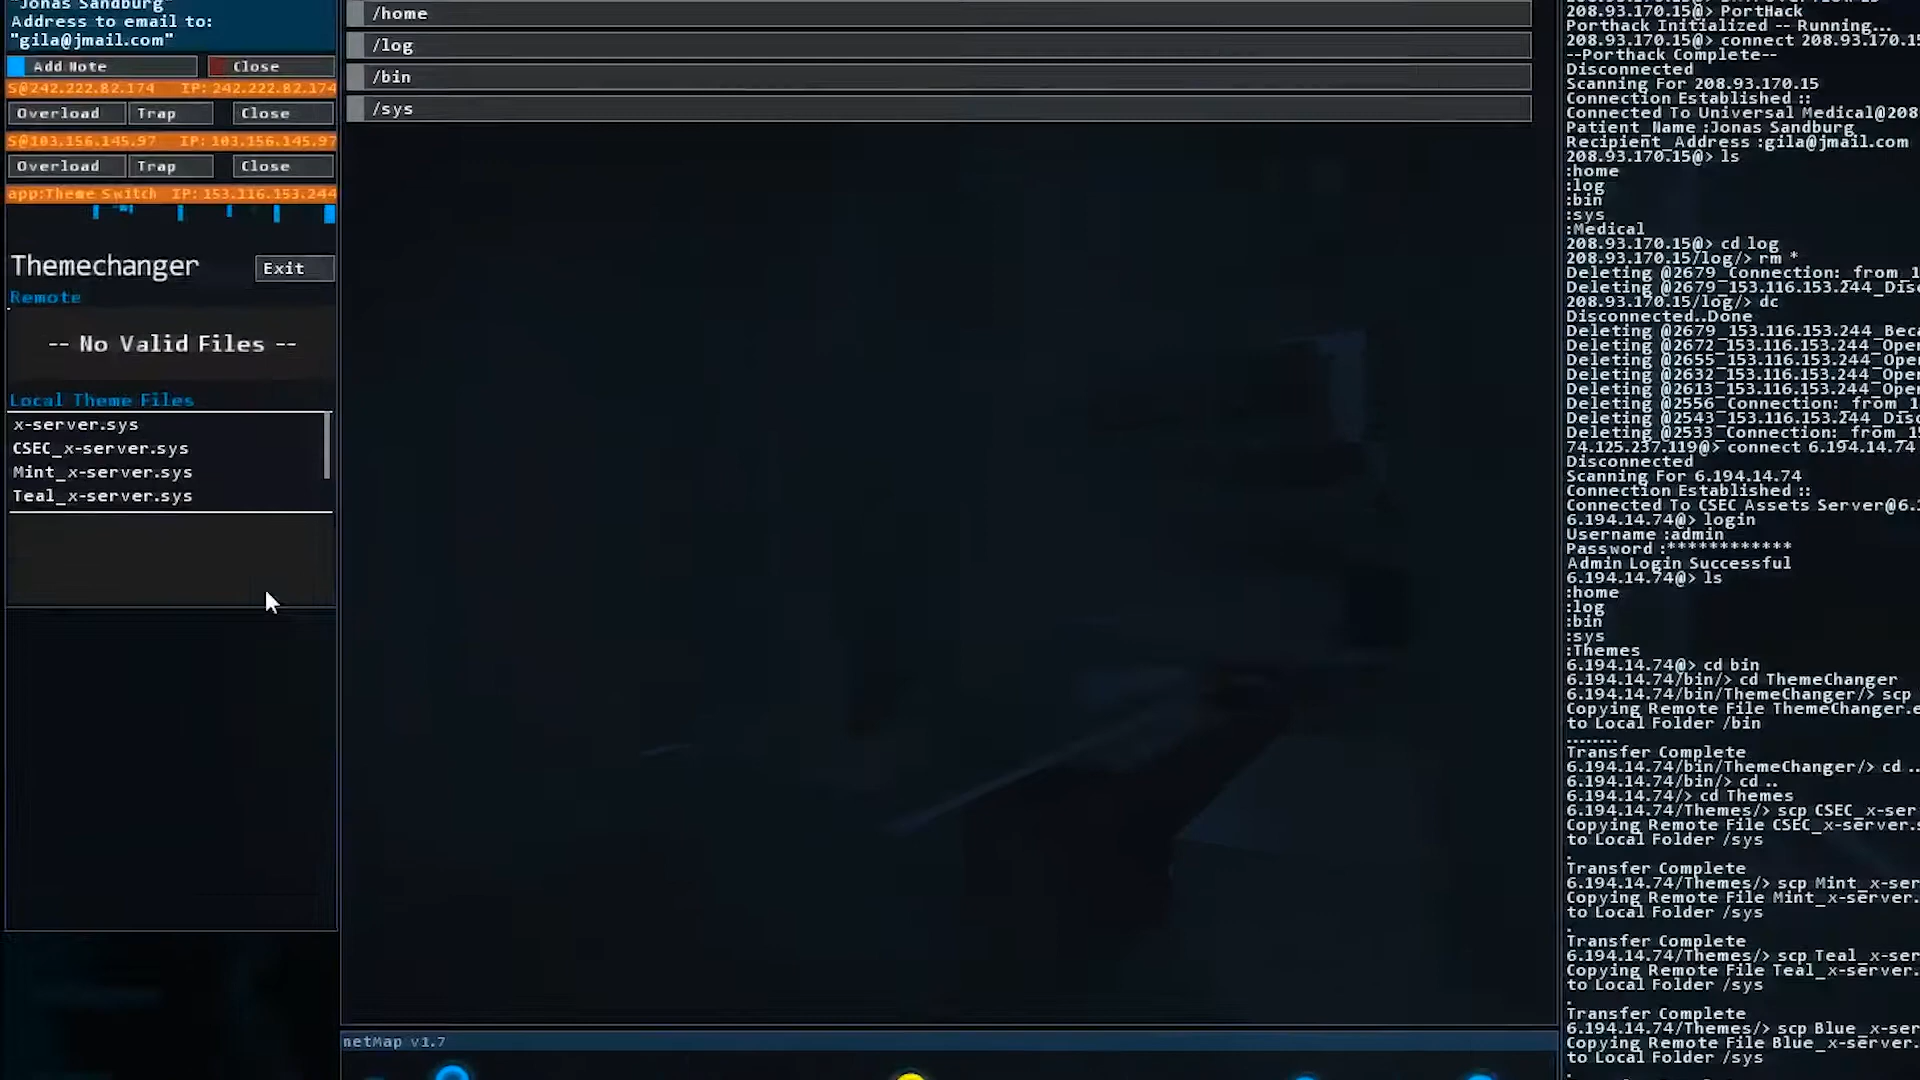 "Jonas Sandburg"
Address to email to:
"gila@jmail.com"
Add Note
Close
S@242.222.82.174 IP: 242.222.82.174
Overload
Trap
Close
S@103.156.145.97 IP: 103.156.145.97
Overload
Trap
Close
app:Theme Switch IP: 153.116.153.244
Themechanger
Exit
Remote
-- No Valid Files --
Local Theme Files
x-server.sys
CSEC_x-server.sys
Mint_x-server.sys
Teal_x-server.sys
/home
/log
/bin
/sys
netMap v1.7
208.93.170.15@> PortHack
Porthack Initialized -- Running...
208.93.170.15@> connect 208.93.170.15
--Porthack Complete--
Disconnected
Scanning For 208.93.170.15
Connection Established ::
Connected To Universal Medical@208
Patient_Name :Jonas Sandburg
Recipient_Address :gila@jmail.com
208.93.170.15@> ls
:home
:log
:bin
:sys
:Medical
208.93.170.15@> cd log
208.93.170.15/log/> rm *
Deleting @2679_Connection:_from_1
Deleting @2679_153.116.153.244_Disc
208.93.170.15/log/> dc
Disconnected..Done
Deleting @2679_153.116.153.244_Beca
Deleting @2672_153.116.153.244_Oper
Deleting @2655_153.116.153.244_Oper
Deleting @2632_153.116.153.244_Oper
Deleting @2613_153.116.153.244_Oper
Deleting @2556_Connection:_from_1
Deleting @2543_153.116.153.244_Disc
Deleting @2533_Connection:_from_15
74.125.237.119@> connect 6.194.14.74
Disconnected
Scanning For 6.194.14.74
Connection Established ::
Connected To CSEC Assets Server@6.1
6.194.14.74@> login
Username :admin
Password :************
Admin Login Successful
6.194.14.74@> ls
:home
:log
:bin
:sys
:Themes
6.194.14.74@> cd bin
6.194.14.74/bin/> cd ThemeChanger
6.194.14.74/bin/ThemeChanger/> scp
Copying Remote File ThemeChanger.e
to Local Folder /bin
........
Transfer Complete
6.194.14.74/bin/ThemeChanger/> cd ..
6.194.14.74/bin/> cd ..
6.194.14.74/> cd Themes
6.194.14.74/Themes/> scp CSEC_x-ser
Copying Remote File CSEC_x-server.s
to Local Folder /sys
.
Transfer Complete
6.194.14.74/Themes/> scp Mint_x-ser
Copying Remote File Mint_x-server.
to Local Folder /sys
.
Transfer Complete
6.194.14.74/Themes/> scp Teal_x-ser
Copying Remote File Teal_x-server.
to Local Folder /sys
.
Transfer Complete
6.194.14.74/Themes/> scp Blue_x-ser
Copying Remote File Blue_x-server.
to Local Folder /sys
.